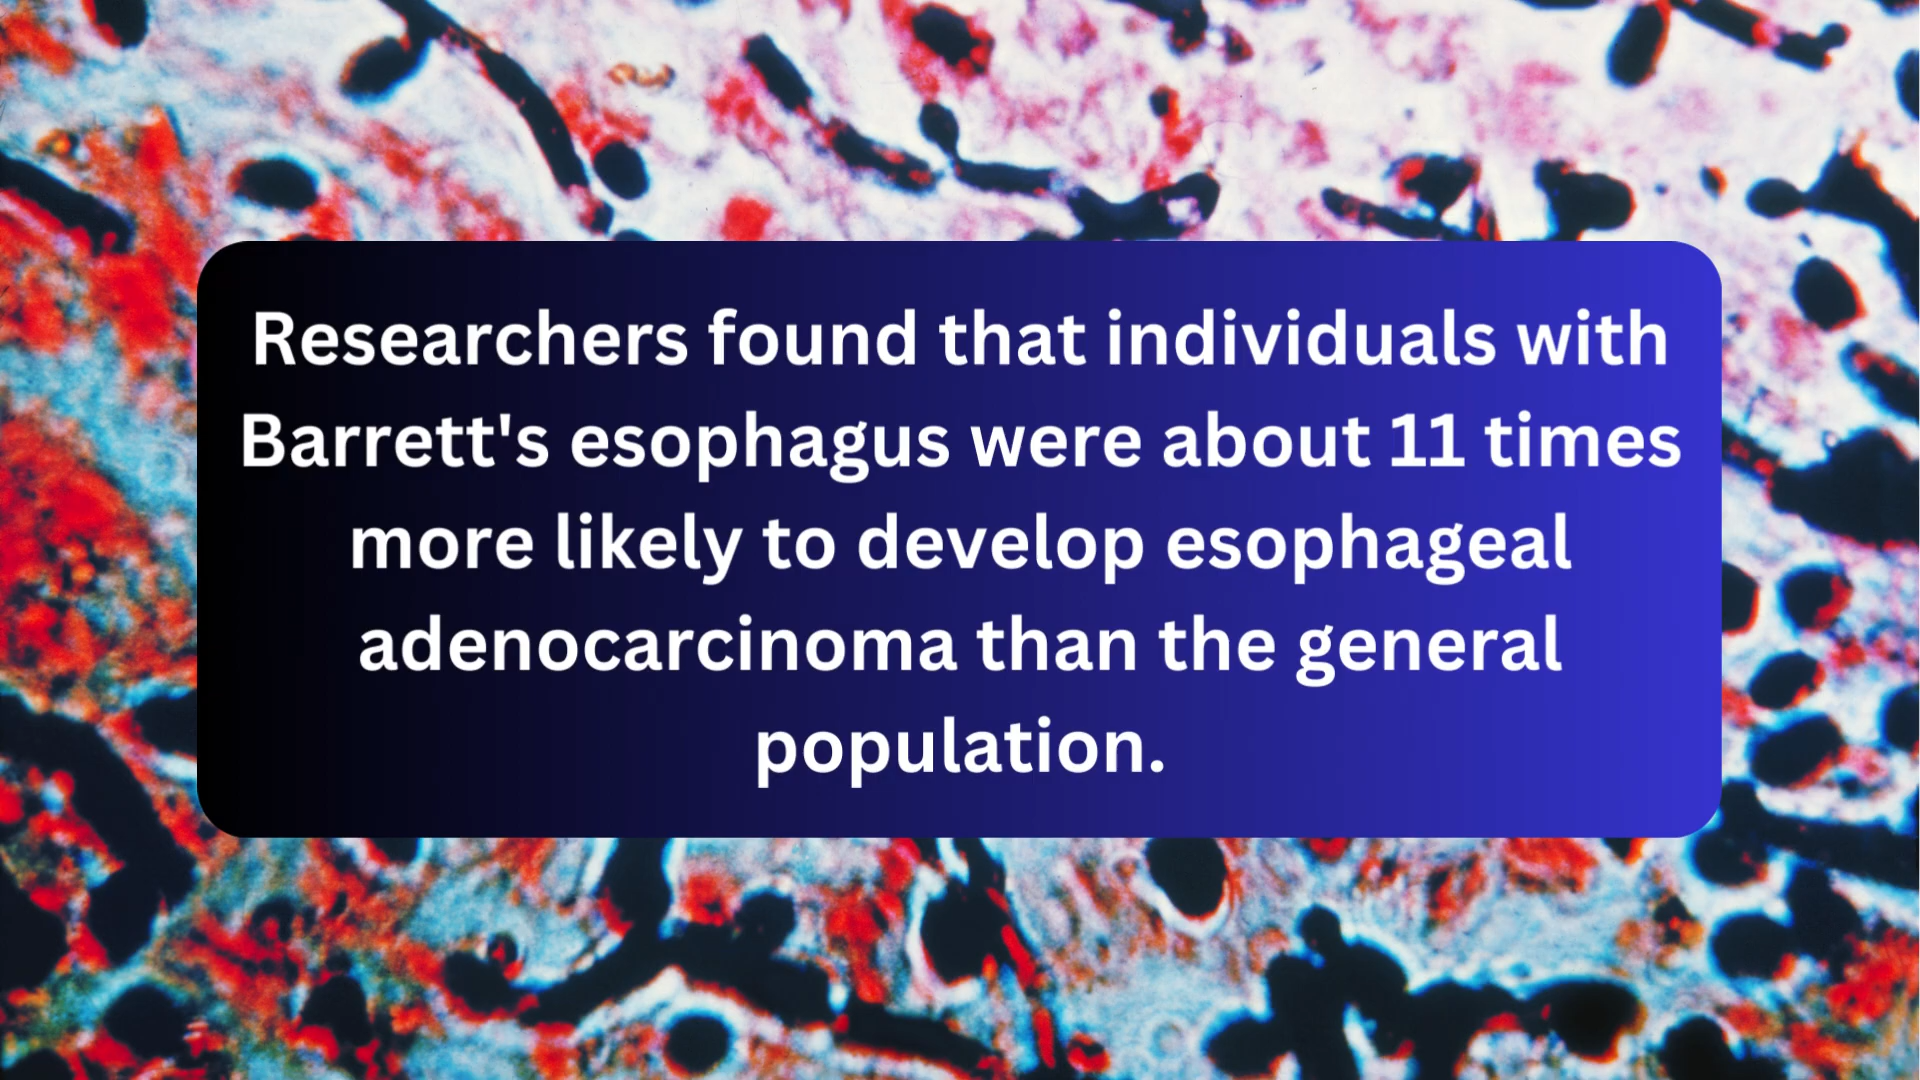 Researchers found that individuals with
Barrett's esophagus were about 11 times
more likely to develop esophageal
adenocarcinoma than the general
population.